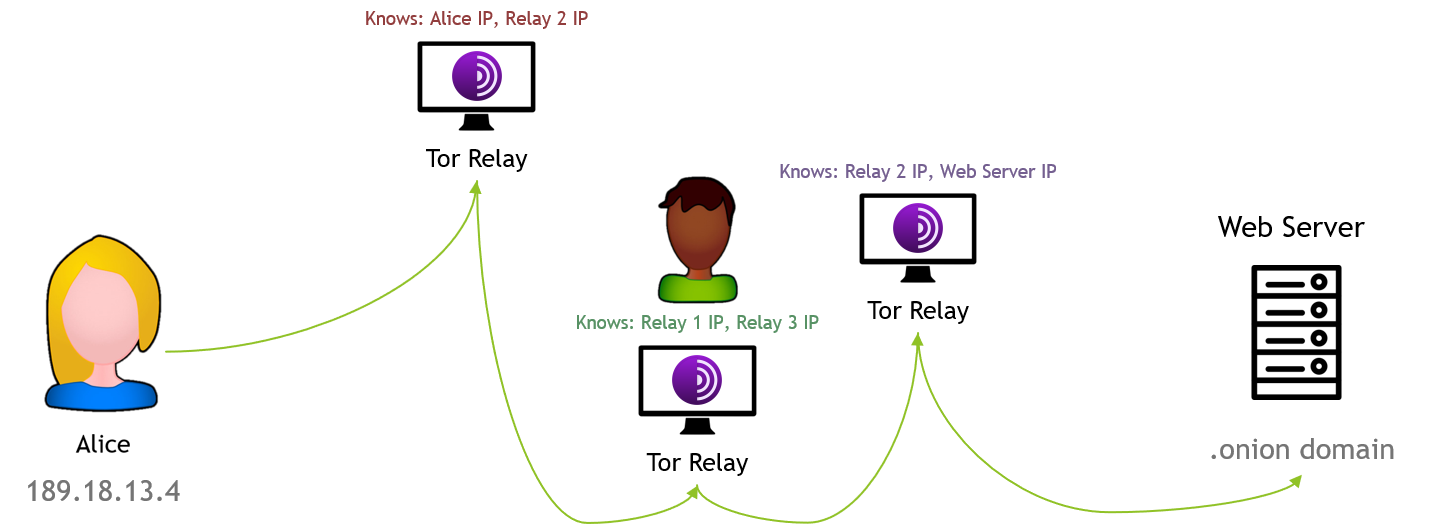 Knows: Alice IP, Relay 2 IP
Tor Relay
Knows: Relay 2 IP, Web Server IP
Tor Relay
Knows: Relay 1 IP, Relay 3 IP
Tor Relay
Web Server
.onion domain
Alice
189.18.13.4